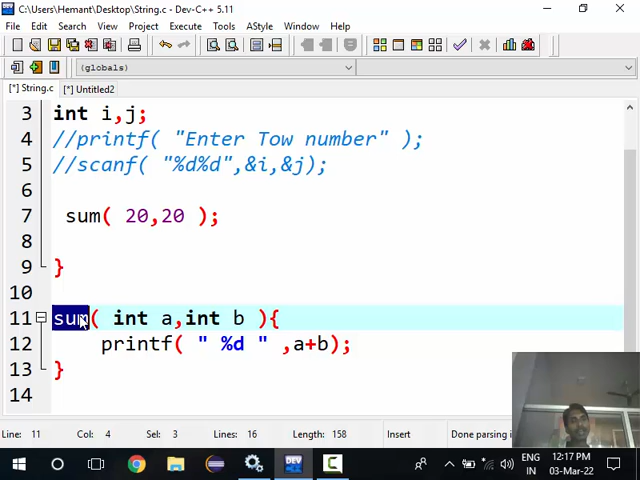 C:\Users\Hemant\Desktop\String.c - Dev-C++ 5.11
File Edit Search View Project Execute Tools AStyle Window Help
(globals)
[*] String.c [*] Untitled2
3 int i,j;
4 //printf( "Enter Tow number" );
5 //scanf( "%d%d",&i,&j);
6
7 sum( 20,20 );
8
9 }
10
11 sum( int a,int b ){
12 printf( " %d " ,a+b);
13 }
14
Line: 11 Col: 4 Sel: 3 Lines: 16 Length: 158 Insert Done parsing in
DEV
ENG
IN
12:17 PM
03-Mar-22